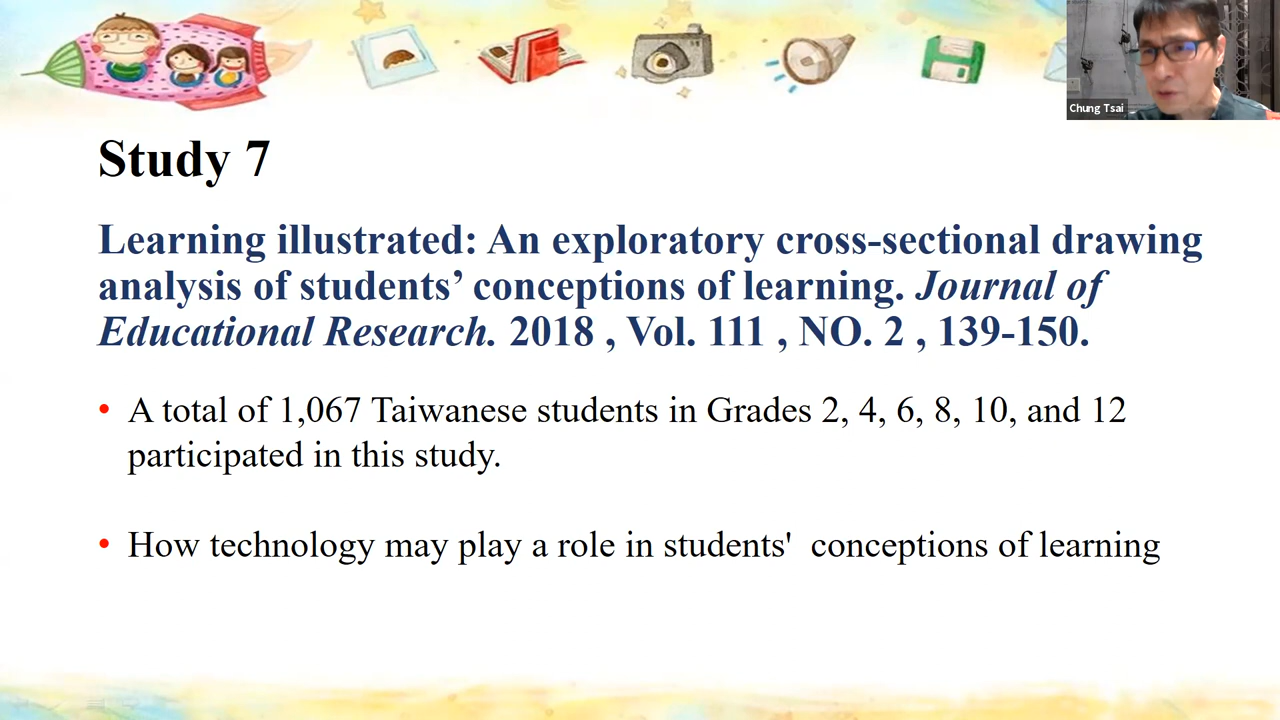 Chung Tsai
Study 7
Learning illustrated: An exploratory cross-sectional drawing
analysis of students’ conceptions of learning. Journal of
Educational Research. 2018 , Vol. 111 , NO. 2 , 139-150.
• A total of 1,067 Taiwanese students in Grades 2, 4, 6, 8, 10, and 12
participated in this study.
• How technology may play a role in students'  conceptions of learning